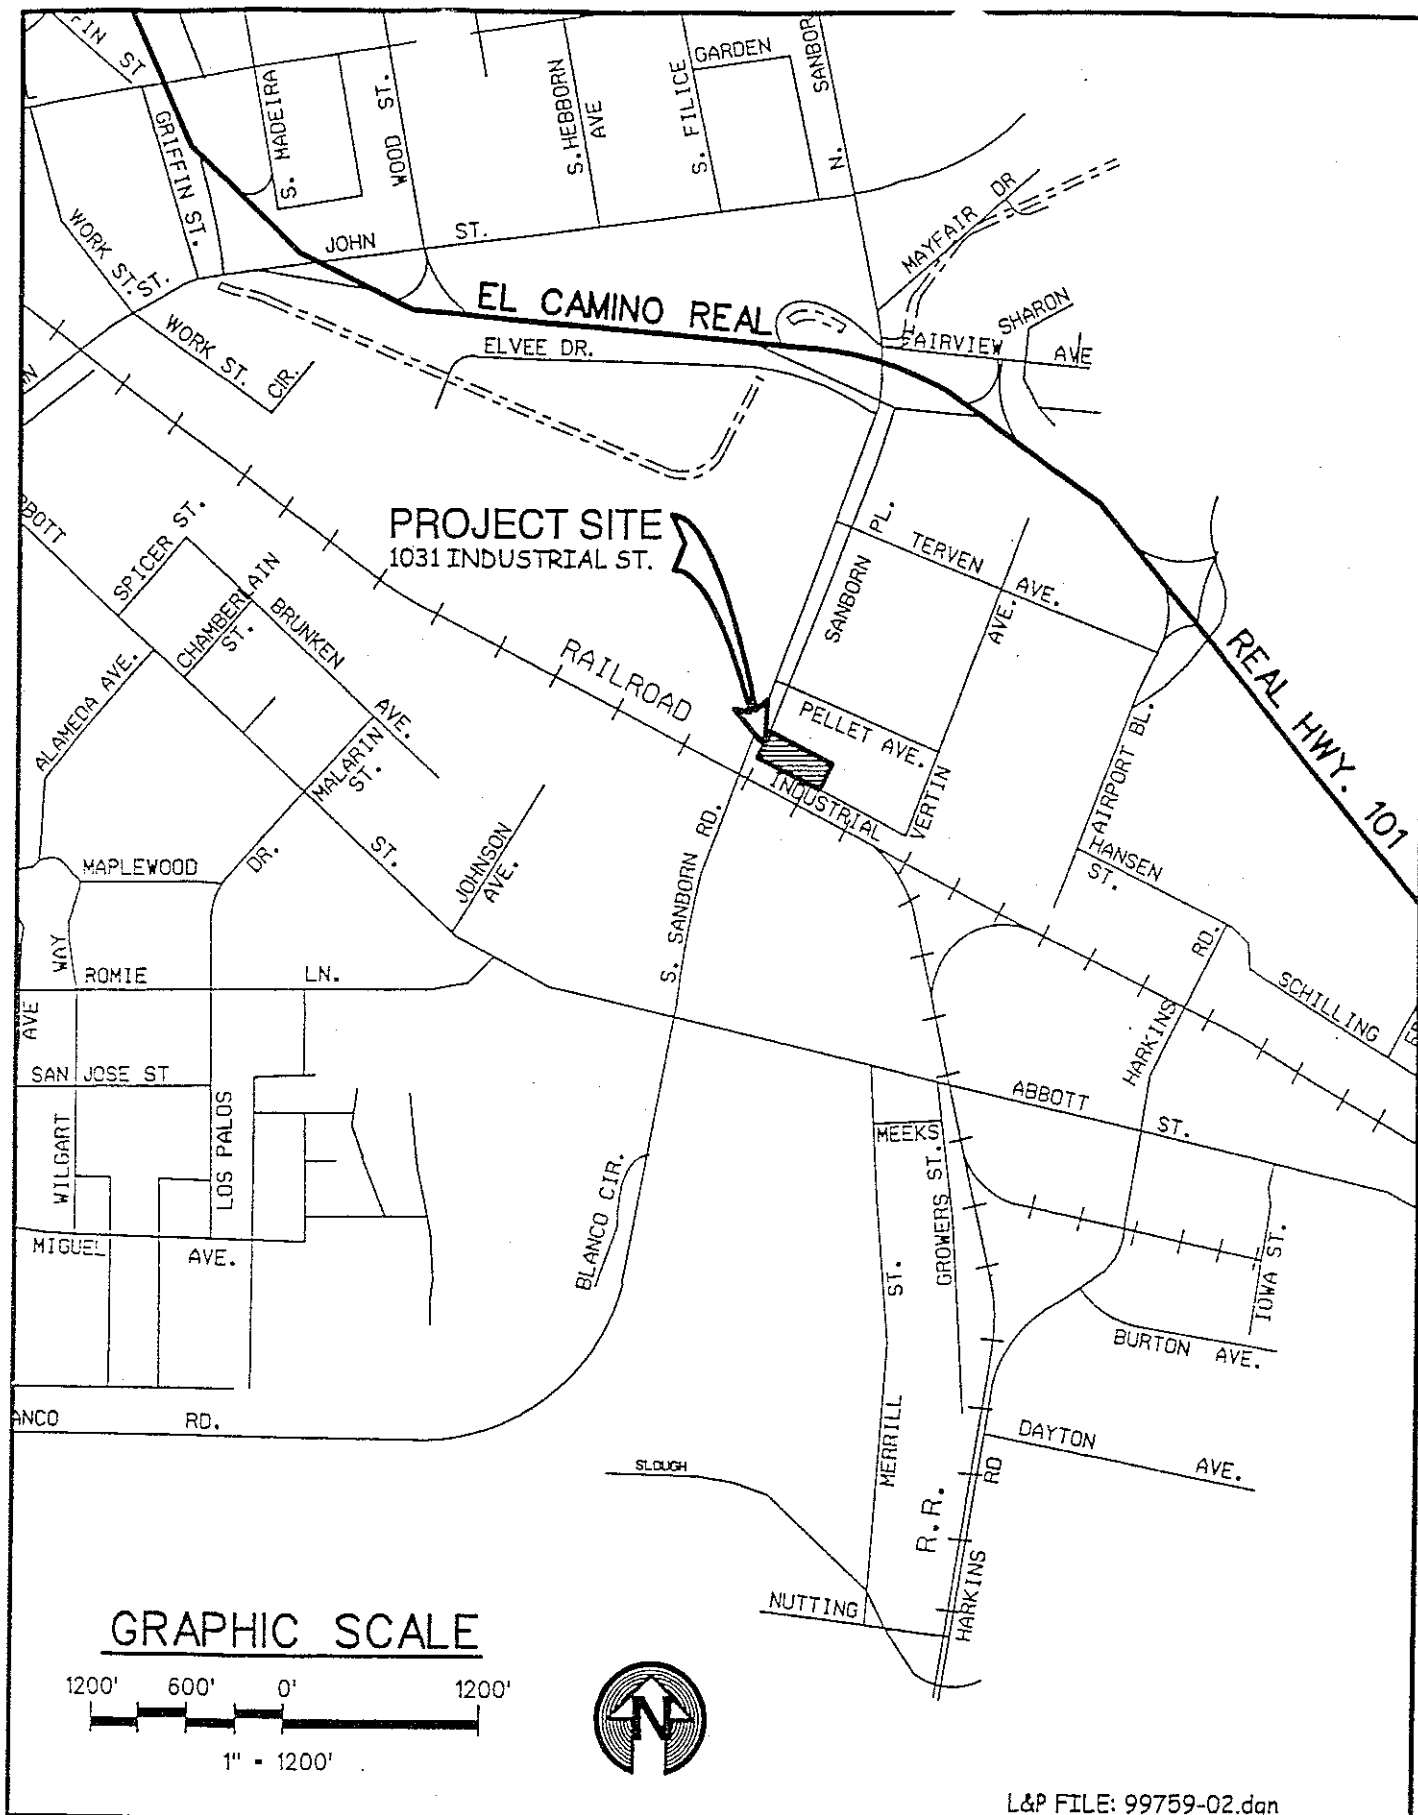 GARDEN
N. SANBOR
S. MADEIRA
WOOD ST.
S. HEBBORN
AVE
S. FILICE
GRIFFIN ST.
WORK ST.
ST.
JOHN ST.
MAYFAIR DR
EL CAMINO REAL
SHARON
FAIRVIEW AVE
ELVEE DR.
WORK ST.
CIR.
SPICER ST.
PROJECT SITE
1031 INDUSTRIAL ST.
SANBORN PL.
TERVEN AVE.
CHAMBERLAIN
ST.
BRUNKEN AVE.
RAILROAD
REAL HWY. 101
ALAMEDA AVE.
MALARIN
ST.
PELLET AVE.
VERTIN AVE.
INDUSTRIAL
AIRPORT BL.
MAPLEWOOD
DR.
ST.
JOHNSON
AVE.
S. SANBORN RD.
HANSEN
ST.
WAY
ROMIE LN.
HARKINS RD.
SCHILLING
AVE
SAN JOSE ST
ABBOTT ST.
WILGART
LOS PALOS
MEEKS
GROWERS ST.
BLANCO CIR.
MIGUEL AVE.
IOWA ST.
BURTON AVE.
MERRILL ST.
RD.
DAYTON AVE.
SLOUGH
R.R.
HARKINS RD
NUTTING
GRAPHIC SCALE
1200' 600' 0' 1200'
1" - 1200'
N
L&P FILE: 99759-02.dgn